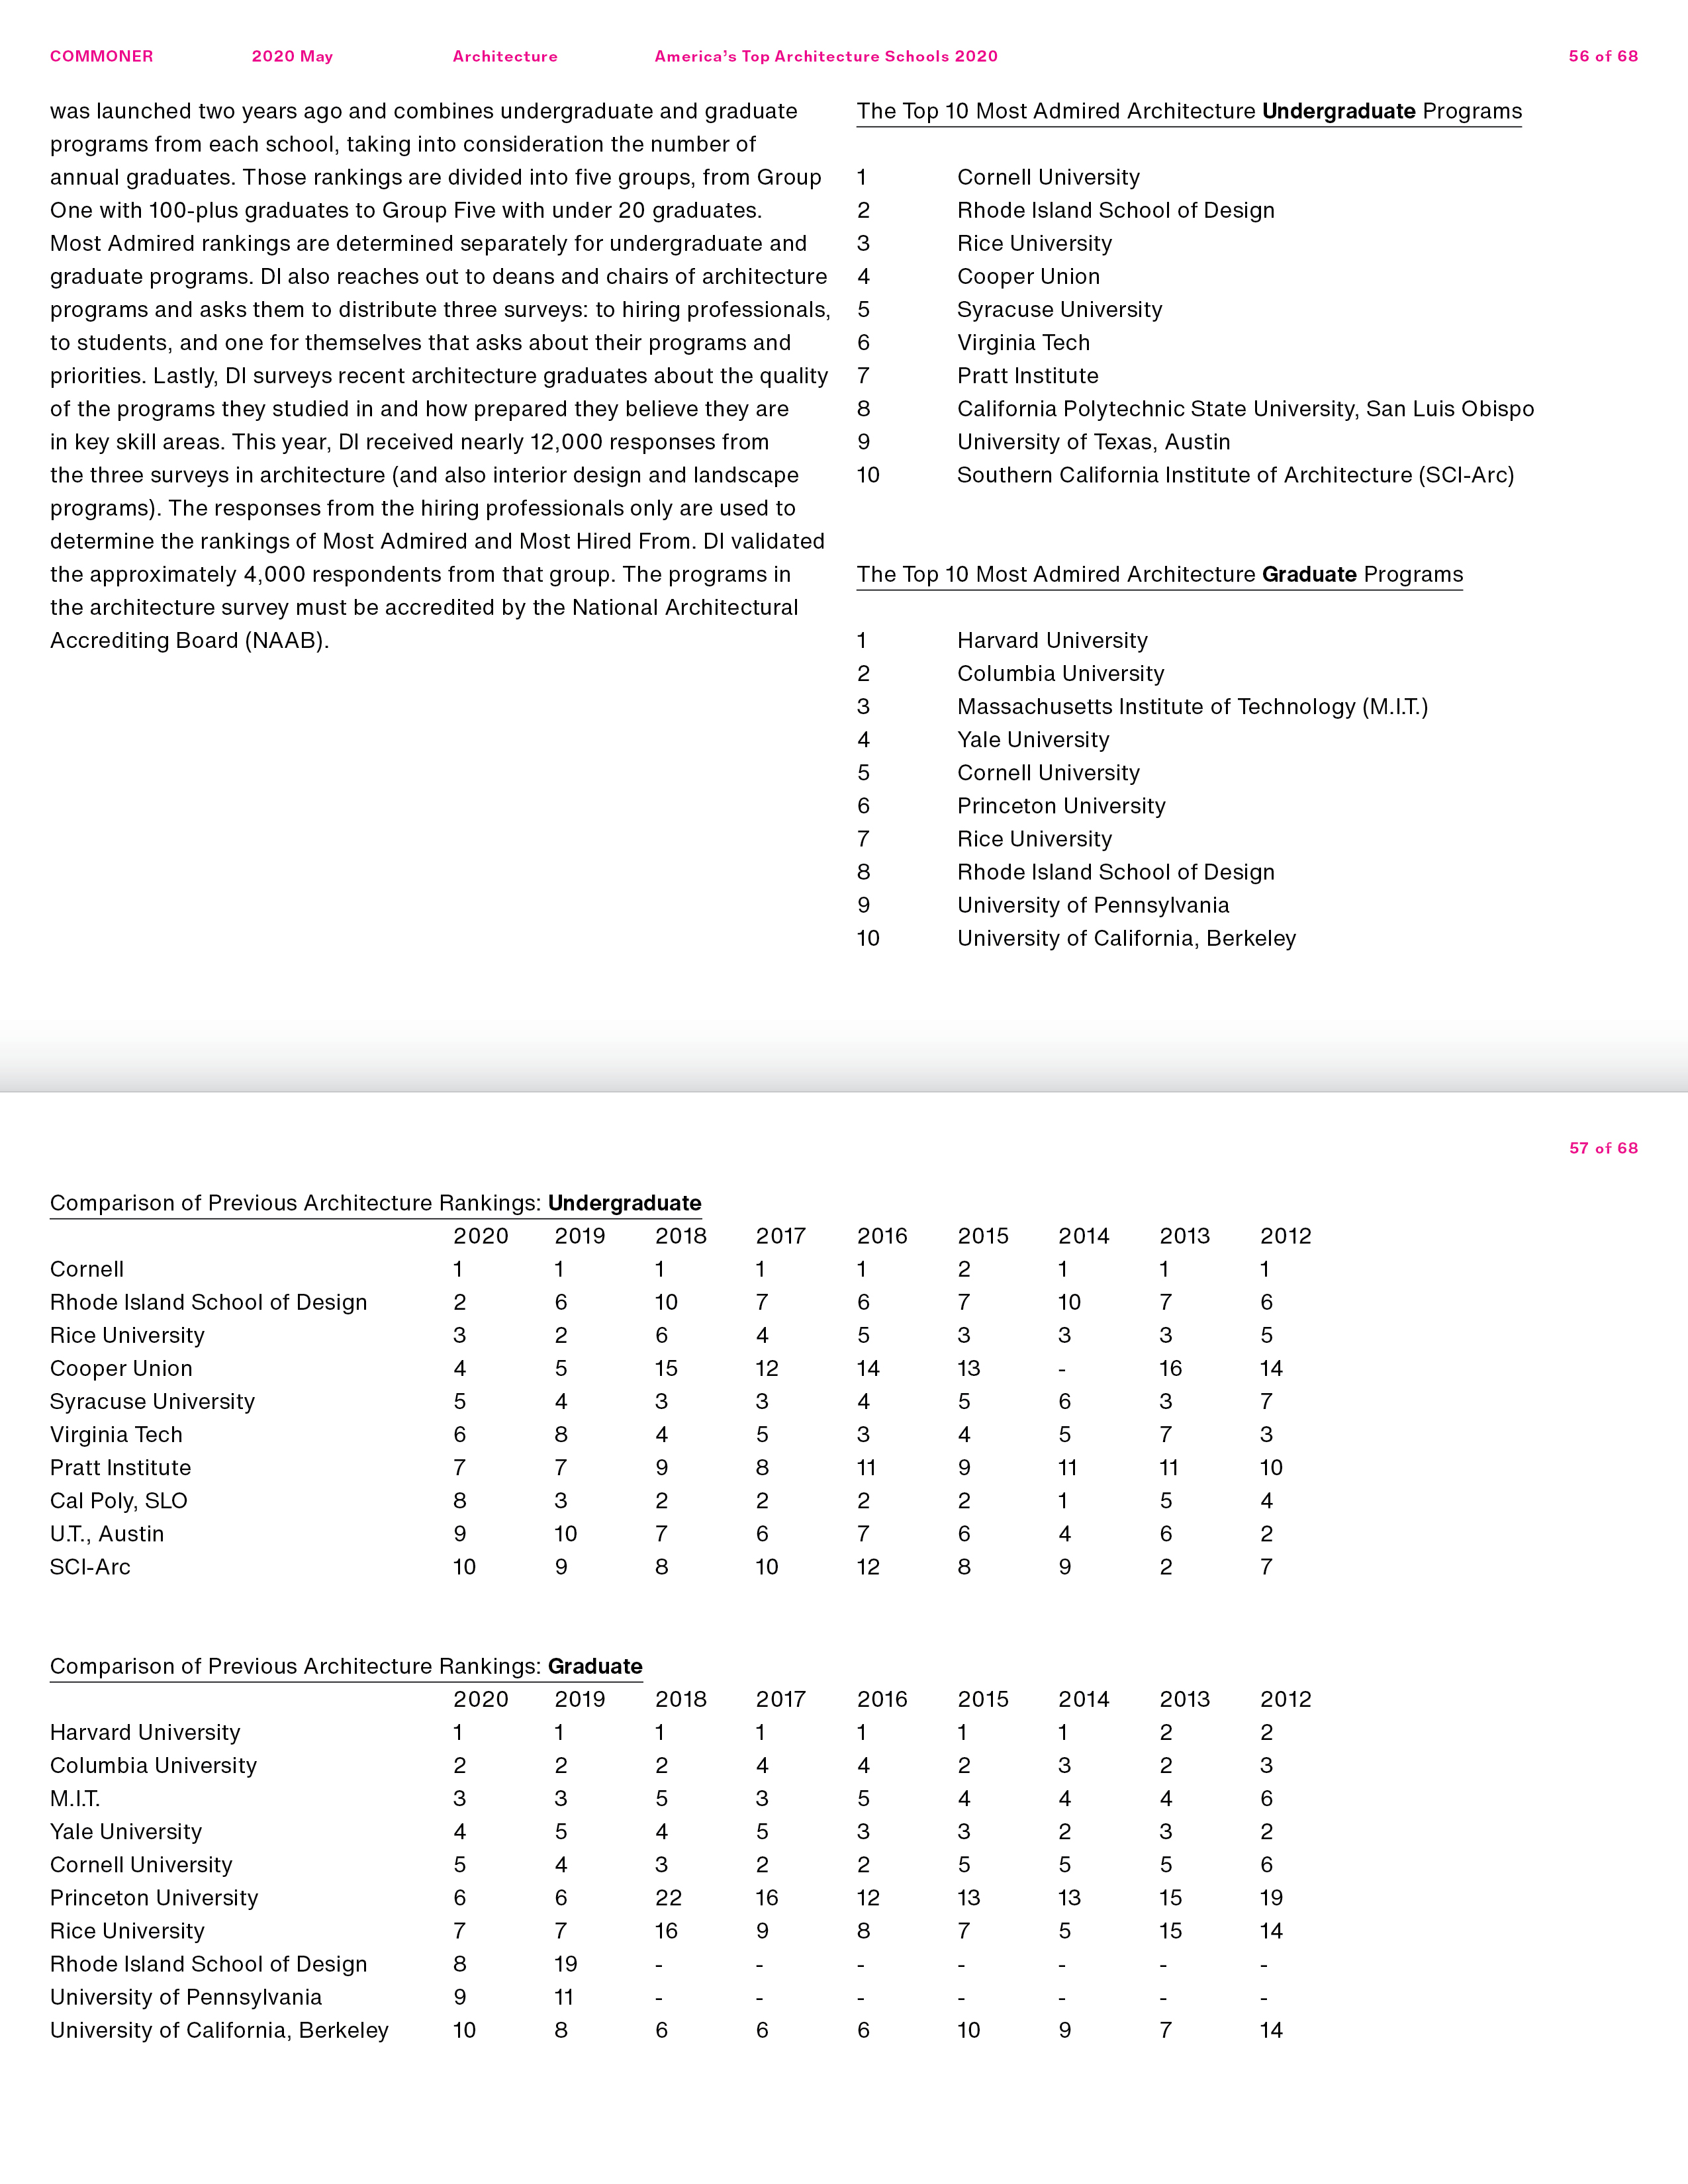 COMMONER 2020 May Architecture America's Top Architecture Schools 2020 56 of 68
was launched two years ago and combines undergraduate and graduate
programs from each school, taking into consideration the number of
annual graduates. Those rankings are divided into five groups, from Group
One with 100-plus graduates to Group Five with under 20 graduates.
Most Admired rankings are determined separately for undergraduate and
graduate programs. DI also reaches out to deans and chairs of architecture
programs and asks them to distribute three surveys: to hiring professionals,
to students, and one for themselves that asks about their programs and
priorities. Lastly, DI surveys recent architecture graduates about the quality
of the programs they studied in and how prepared they believe they are
in key skill areas. This year, DI received nearly 12,000 responses from
the three surveys in architecture (and also interior design and landscape
programs). The responses from the hiring professionals only are used to
determine the rankings of Most Admired and Most Hired From. DI validated
the approximately 4,000 respondents from that group. The programs in
the architecture survey must be accredited by the National Architectural
Accrediting Board (NAAB).
The Top 10 Most Admired Architecture Undergraduate Programs
1 Cornell University
2 Rhode Island School of Design
3 Rice University
4 Cooper Union
5 Syracuse University
6 Virginia Tech
7 Pratt Institute
8 California Polytechnic State University, San Luis Obispo
9 University of Texas, Austin
10 Southern California Institute of Architecture (SCI-Arc)
The Top 10 Most Admired Architecture Graduate Programs
1 Harvard University
2 Columbia University
3 Massachusetts Institute of Technology (M.I.T.)
4 Yale University
5 Cornell University
6 Princeton University
7 Rice University
8 Rhode Island School of Design
9 University of Pennsylvania
10 University of California, Berkeley
57 of 68
Comparison of Previous Architecture Rankings: Undergraduate
2020 2019 2018 2017 2016 2015 2014 2013 2012
Cornell 1 1 1 1 1 2 1 1 1
Rhode Island School of Design 2 6 10 7 6 7 10 7 6
Rice University 3 2 6 4 5 3 3 3 5
Cooper Union 4 5 15 12 14 13 - 16 14
Syracuse University 5 4 3 3 4 5 6 3 7
Virginia Tech 6 8 4 5 3 4 5 7 3
Pratt Institute 7 7 9 8 11 9 11 11 10
Cal Poly, SLO 8 3 2 2 2 2 1 5 4
U.T., Austin 9 10 7 6 7 6 4 6 2
SCI-Arc 10 9 8 10 12 8 9 2 7
Comparison of Previous Architecture Rankings: Graduate
2020 2019 2018 2017 2016 2015 2014 2013 2012
Harvard University 1 1 1 1 1 1 1 2 2
Columbia University 2 2 2 4 4 2 3 2 3
M.I.T. 3 3 5 3 5 4 4 4 6
Yale University 4 5 4 5 3 3 2 3 2
Cornell University 5 4 3 2 2 5 5 5 6
Princeton University 6 6 22 16 12 13 13 15 19
Rice University 7 7 16 9 8 7 5 15 14
Rhode Island School of Design 8 19 - - - - - - -
University of Pennsylvania 9 11 - - - - - - -
University of California, Berkeley 10 8 6 6 6 10 9 7 14